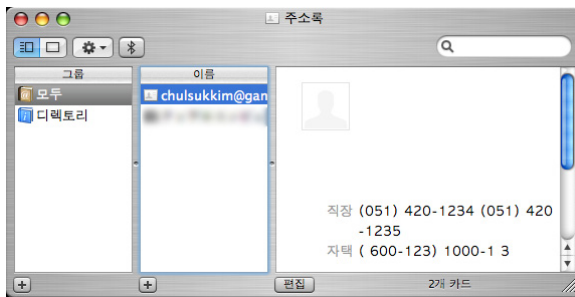 주소록
그룹
이름
모두
디렉토리
chulsukkim@gan
직장 (051) 420-1234 (051) 420
-1235
자택 ( 600-123) 1000-1 3
편집
2개 카드